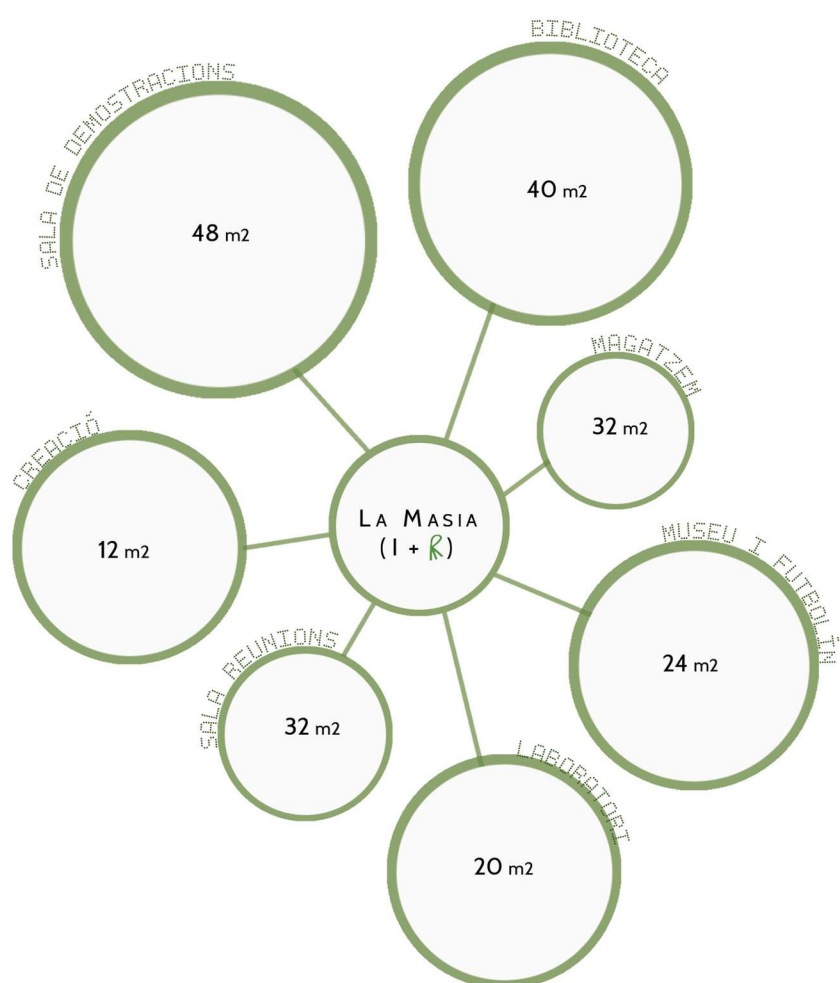 BIBLIOTECA
40 m2
SALA DE DEMOSTRACIONS
48 m2
MAGATZEM
32 m2
CREACIÓ
12 m2
LA MASIA
(I + R)
MUSEU I FUTBOLÍN
24 m2
SALA REUNIONS
32 m2
LABORATORI
20 m2